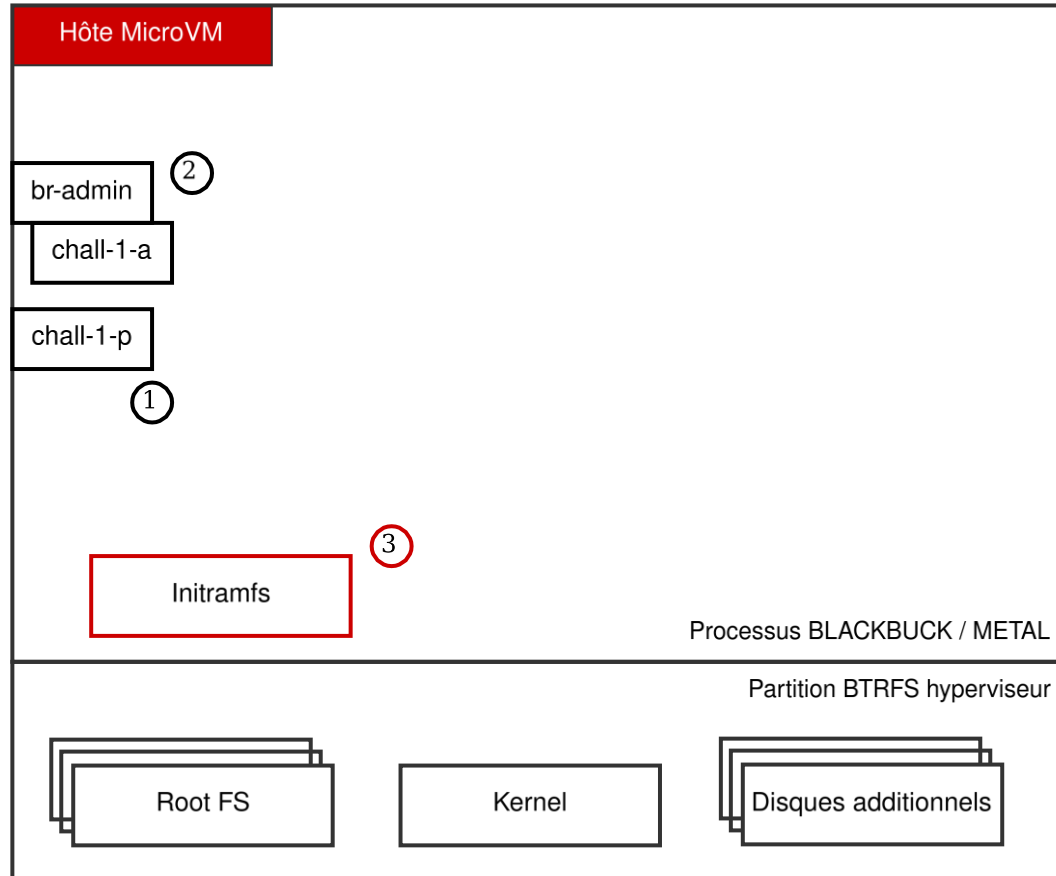 Hôte MicroVM
2
br-admin
chall-1-a
chall-1-p
1
3
Initramfs
Processus BLACKBUCK / METAL
Partition BTRFS hyperviseur
Root FS
Kernel
Disques additionnels